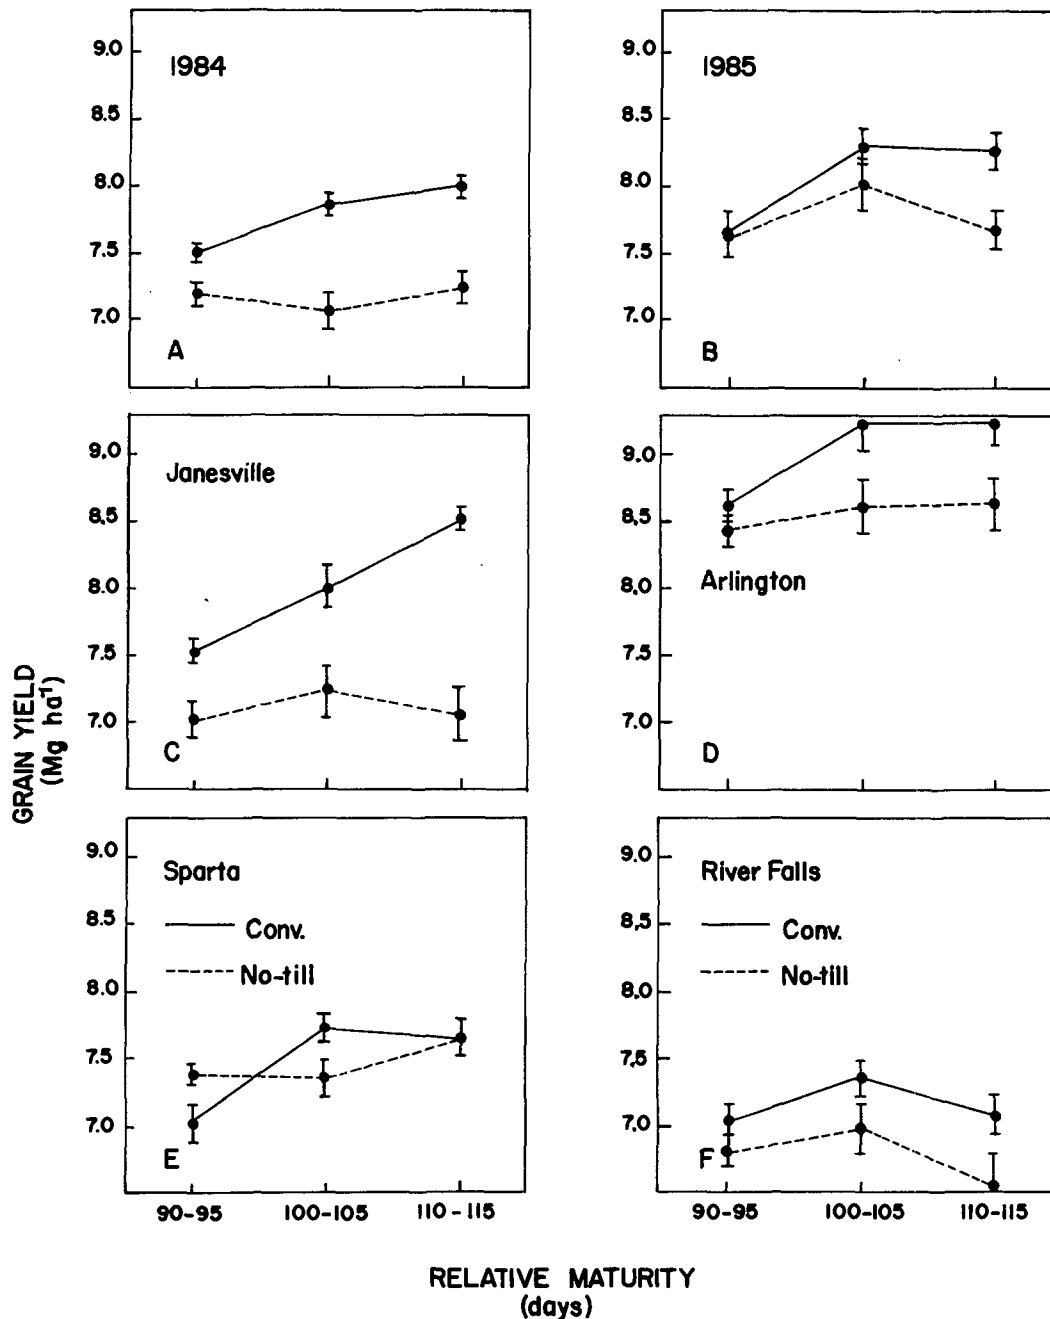 1984
9.0
8.5
8.0
7.5
7.0
A
1985
9.0
8.5
8.0
7.5
7.0
B
Janesville
9.0
8.5
8.0
7.5
7.0
C
Arlington
9.0
8.5
8.0
7.5
7.0
D
GRAIN YIELD
(Mg ha⁻¹)
Sparta
Conv.
No-till
9.0
8.5
8.0
7.5
7.0
E
90-95
100-105
110-115
River Falls
Conv.
No-till
9.0
8.5
8.0
7.5
7.0
F
90-95
100-105
110-115
RELATIVE MATURITY
(days)